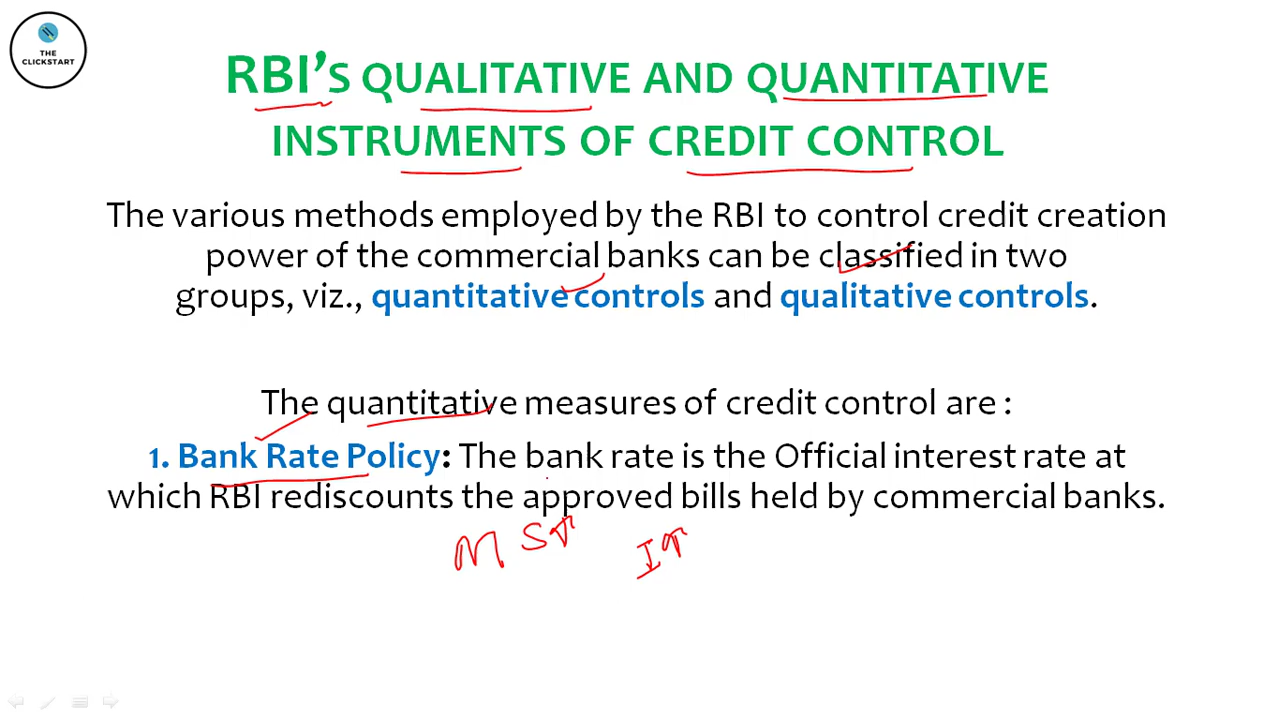 THE
CLICKSTART
RBI’S QUALITATIVE AND QUANTITATIVE
INSTRUMENTS OF CREDIT CONTROL
The various methods employed by the RBI to control credit creation
power of the commercial banks can be classified in two
groups, viz., quantitative controls and qualitative controls.
The quantitative measures of credit control are :
1. Bank Rate Policy: The bank rate is the Official interest rate at
which RBI rediscounts the approved bills held by commercial banks.
M S↑ I↑